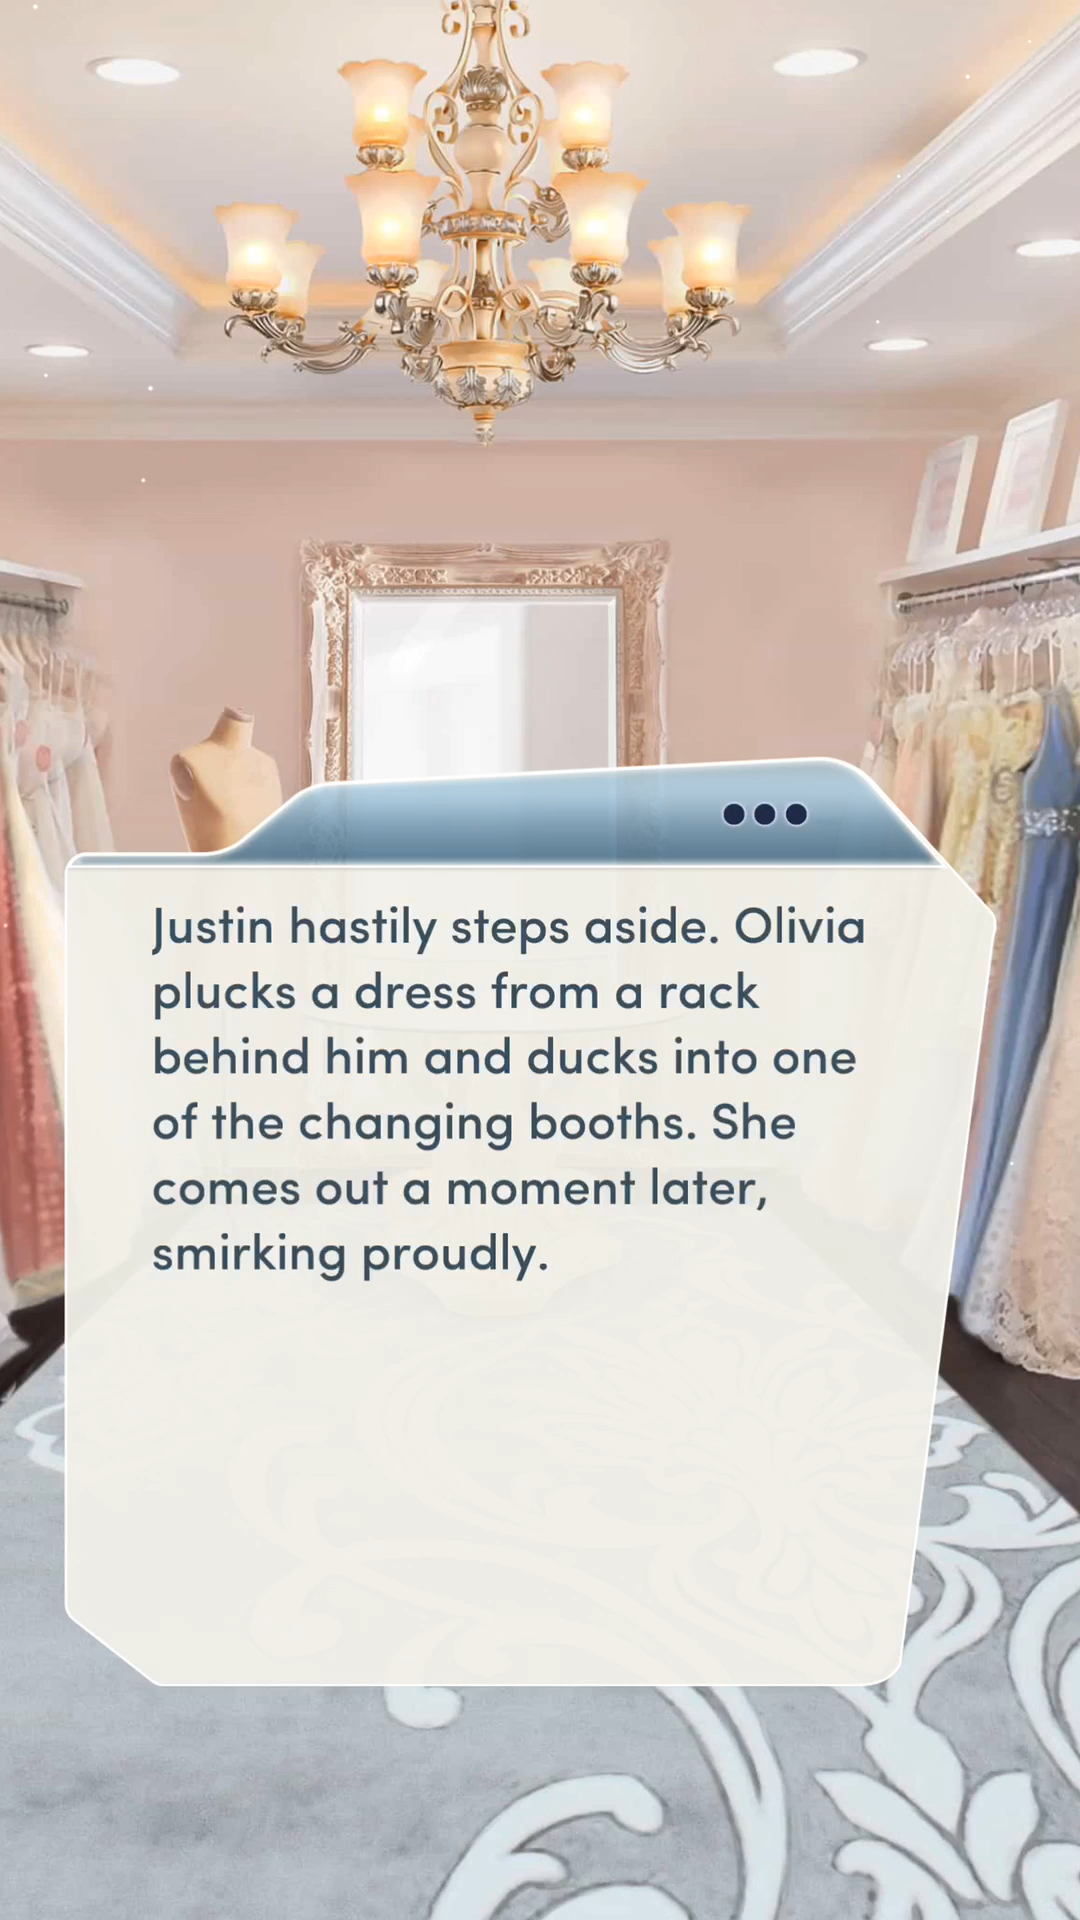 Justin hastily steps aside. Olivia
plucks a dress from a rack
behind him and ducks into one
of the changing booths. She
comes out a moment later,
smirking proudly.